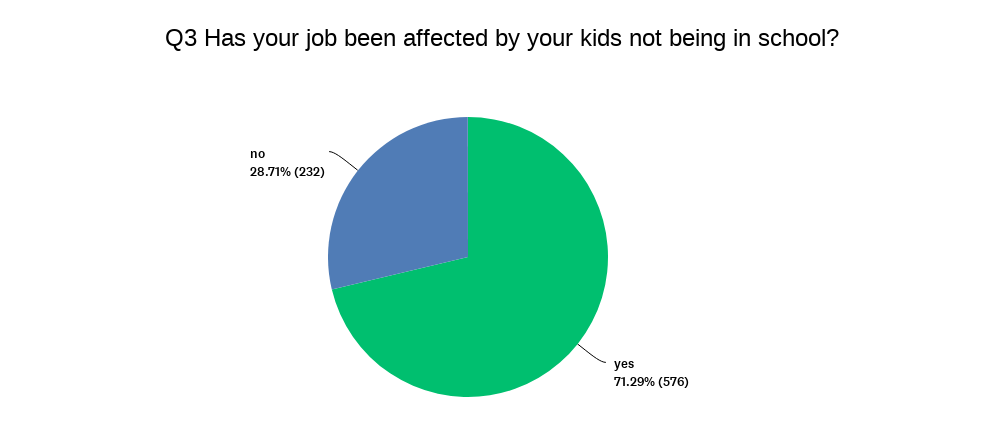 Q3 Has your job been affected by your kids not being in school?
no
28.71% (232)
yes
71.29% (576)